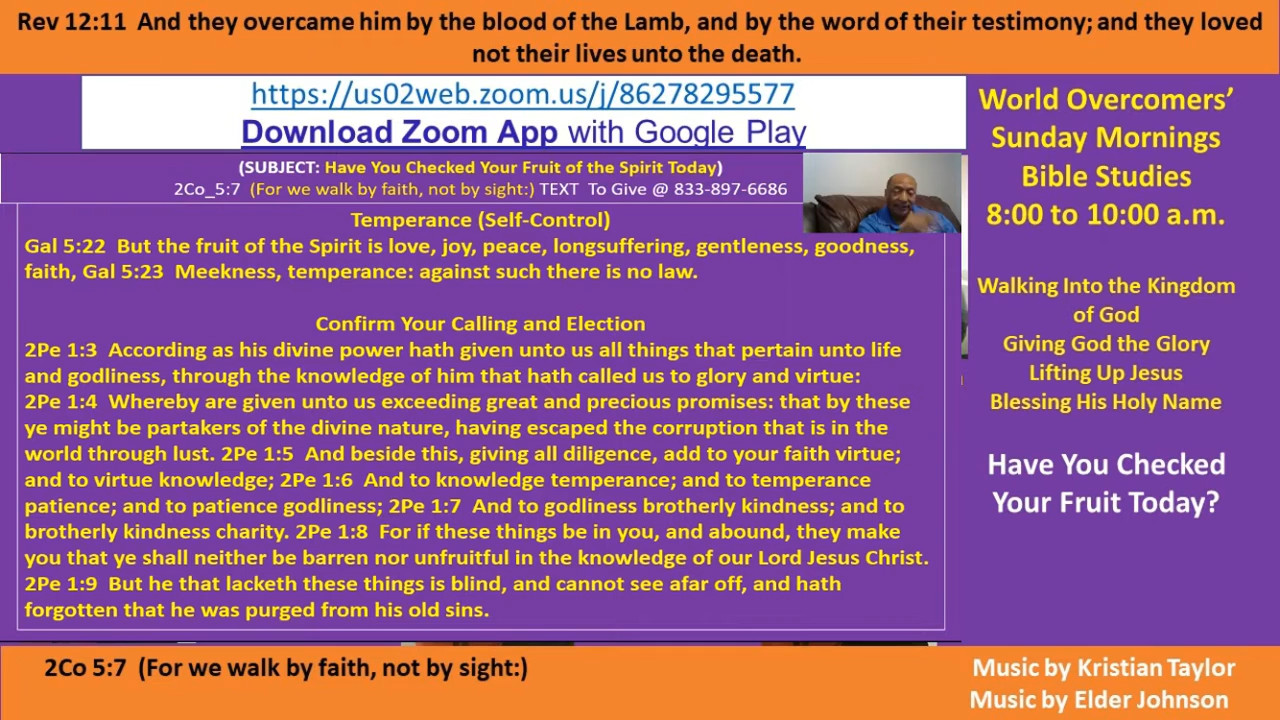 Rev 12:11  And they overcame him by the blood of the Lamb, and by the word of their testimony; and they loved
not their lives unto the death.
https://us02web.zoom.us/j/86278295577
Download Zoom App with Google Play
(SUBJECT: Have You Checked Your Fruit of the Spirit Today)
2Co_5:7  (For we walk by faith, not by sight:) TEXT  To Give @ 833-897-6686
Temperance (Self-Control)
Gal 5:22  But the fruit of the Spirit is love, joy, peace, longsuffering, gentleness, goodness,
faith, Gal 5:23  Meekness, temperance: against such there is no law.
Confirm Your Calling and Election
2Pe 1:3  According as his divine power hath given unto us all things that pertain unto life
and godliness, through the knowledge of him that hath called us to glory and virtue:
2Pe 1:4  Whereby are given unto us exceeding great and precious promises: that by these
ye might be partakers of the divine nature, having escaped the corruption that is in the
world through lust. 2Pe 1:5  And beside this, giving all diligence, add to your faith virtue;
and to virtue knowledge; 2Pe 1:6  And to knowledge temperance; and to temperance
patience; and to patience godliness; 2Pe 1:7  And to godliness brotherly kindness; and to
brotherly kindness charity. 2Pe 1:8  For if these things be in you, and abound, they make
you that ye shall neither be barren nor unfruitful in the knowledge of our Lord Jesus Christ.
2Pe 1:9  But he that lacketh these things is blind, and cannot see afar off, and hath
forgotten that he was purged from his old sins.
World Overcomers'
Sunday Mornings
Bible Studies
8:00 to 10:00 a.m.
Walking Into the Kingdom
of God
Giving God the Glory
Lifting Up Jesus
Blessing His Holy Name
Have You Checked
Your Fruit Today?
2Co 5:7  (For we walk by faith, not by sight:)
Music by Kristian Taylor
Music by Elder Johnson